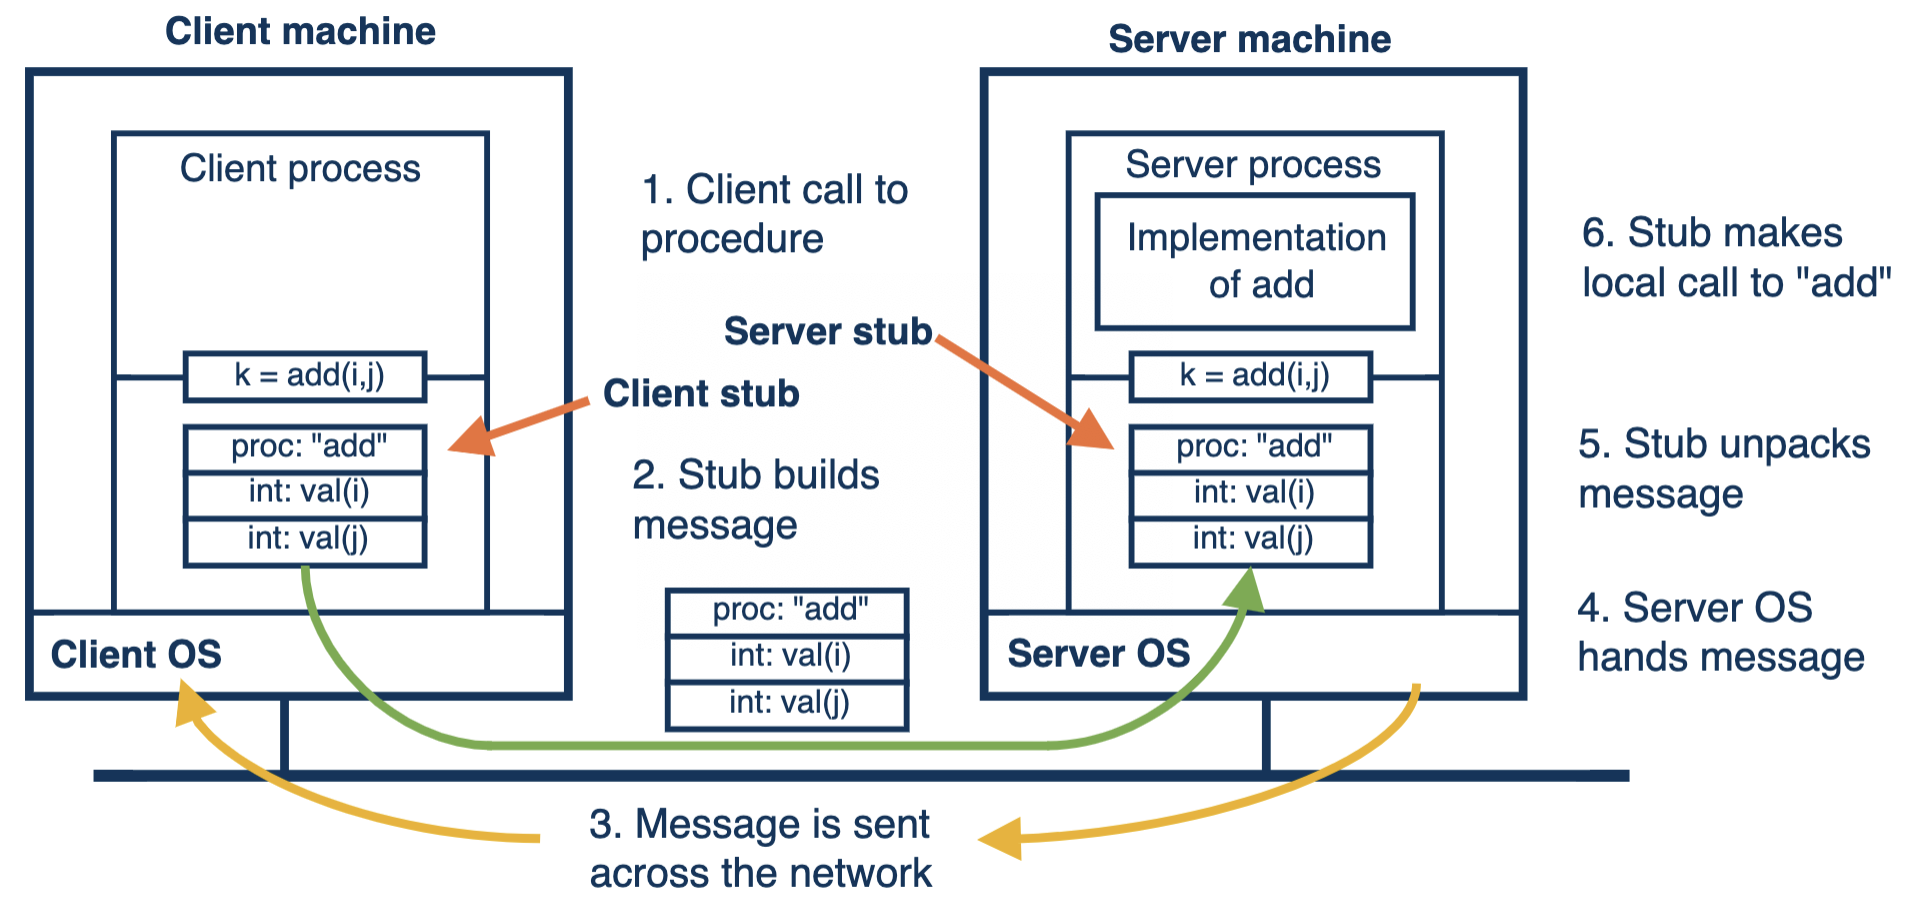 Client machine
Client process
k = add(i,j)
proc: "add"
int: val(i)
int: val(j)
Client OS
1. Client call to
procedure
Server stub
Client stub
2. Stub builds
message
proc: "add"
int: val(i)
int: val(j)
3. Message is sent
across the network
Server machine
Server process
Implementation
of add
k = add(i,j)
proc: "add"
int: val(i)
int: val(j)
Server OS
6. Stub makes
local call to "add"
5. Stub unpacks
message
4. Server OS
hands message